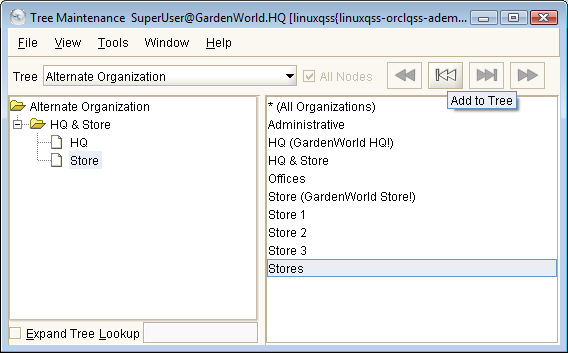 Tree Maintenance SuperUser@GardenWorld.HQ [linuxqss{linuxqss-orclqss-adem...
File View Tools Window Help
Tree Alternate Organization All Nodes
Add to Tree
Alternate Organization
HQ & Store
HQ
Store
* (All Organizations)
Administrative
HQ (GardenWorld HQ!)
HQ & Store
Offices
Store (GardenWorld Store!)
Store 1
Store 2
Store 3
Stores
Expand Tree Lookup